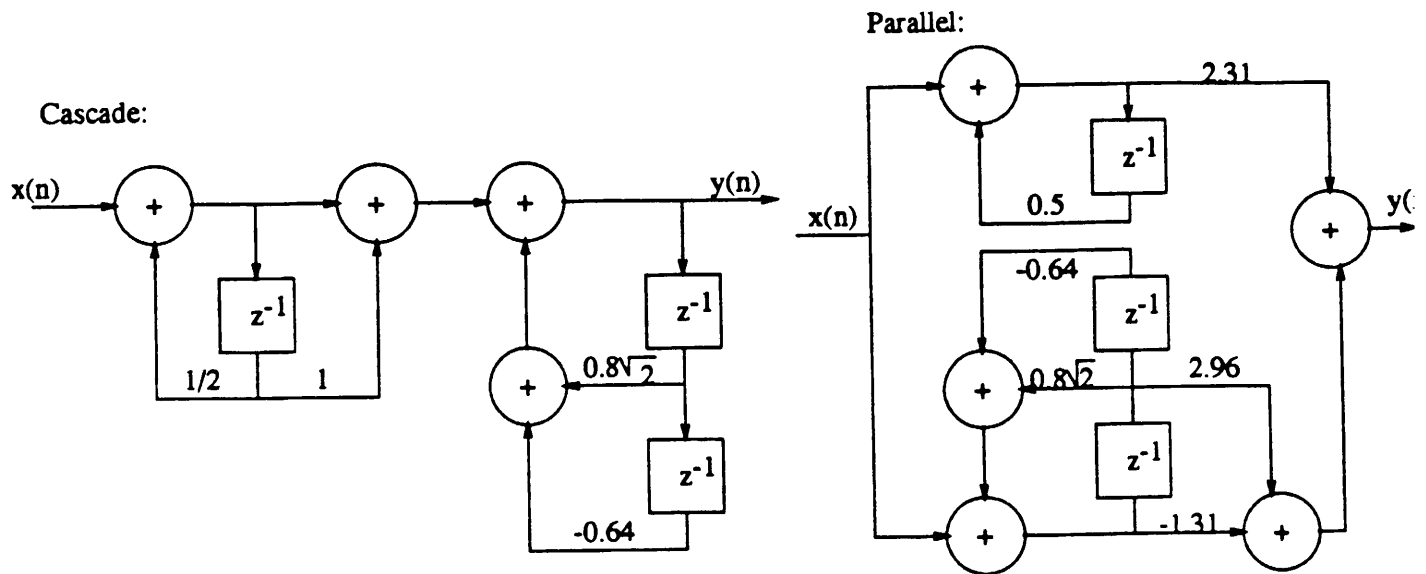 Cascade:
x(n)
+
+
+
y(n)
z-1
1/2
1
z-1
+
0.8√2
z-1
-0.64
Parallel:
+
2.31
z-1
0.5
x(n)
+
y(
-0.64
z-1
+
0.8√2
2.96
z-1
+
-1.31
+